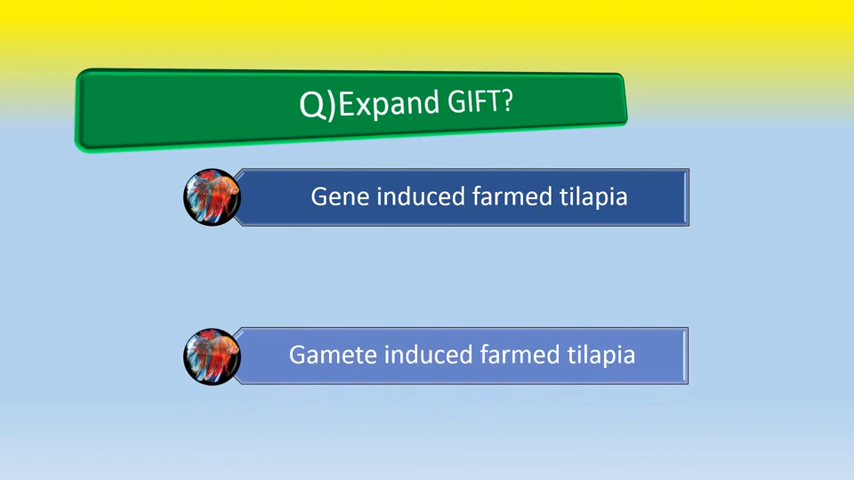 Q)Expand GIFT?
Gene induced farmed tilapia
Gamete induced farmed tilapia